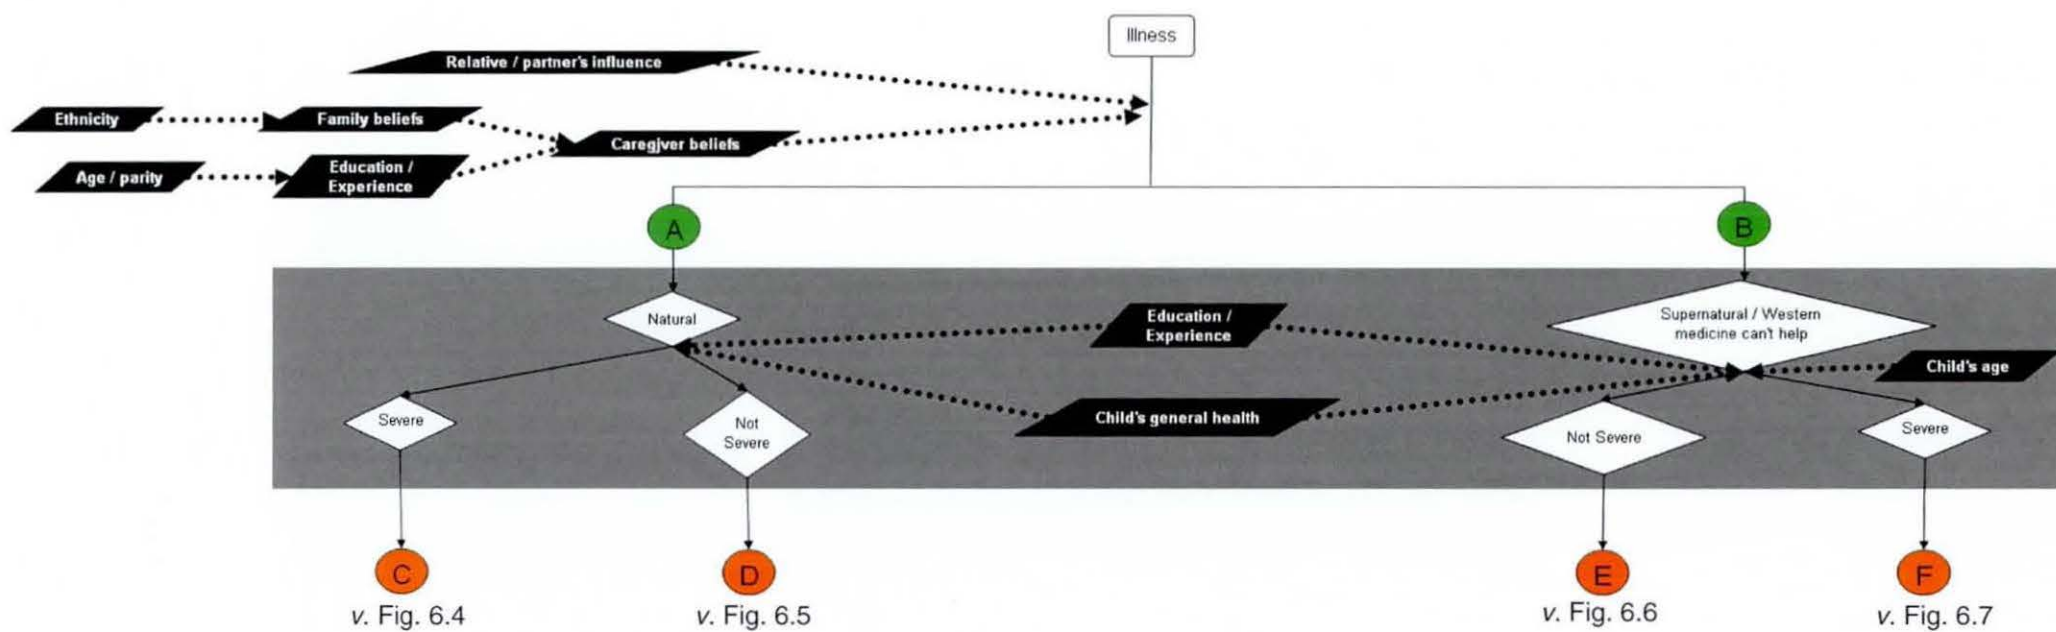 Illness
Relative / partner's influence
Ethnicity
Family beliefs
Caregiver beliefs
Age / parity
Education /
Experience
A
B
Natural
Education /
Experience
Supernatural / Western
medicine can't help
Child's age
Severe
Not
Severe
Child's general health
Not Severe
Severe
C
D
E
F
v. Fig. 6.4
v. Fig. 6.5
v. Fig. 6.6
v. Fig. 6.7